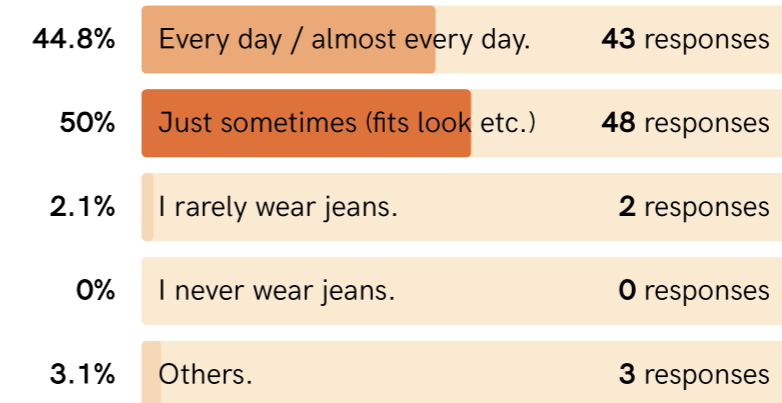 44.8% Every day / almost every day. 43 responses
50% Just sometimes (fits look etc.) 48 responses
2.1% I rarely wear jeans. 2 responses
0% I never wear jeans. 0 responses
3.1% Others. 3 responses